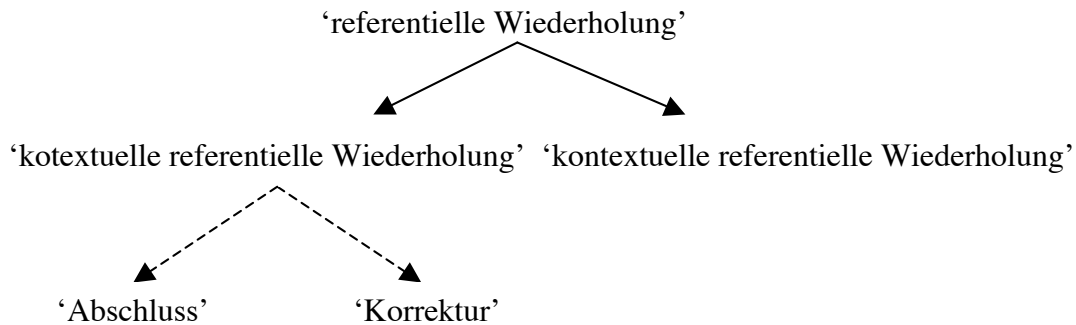 ‘referentielle Wiederholung’
‘kotextuelle referentielle Wiederholung’ ‘kontextuelle referentielle Wiederholung’
‘Abschluss’ ‘Korrektur’